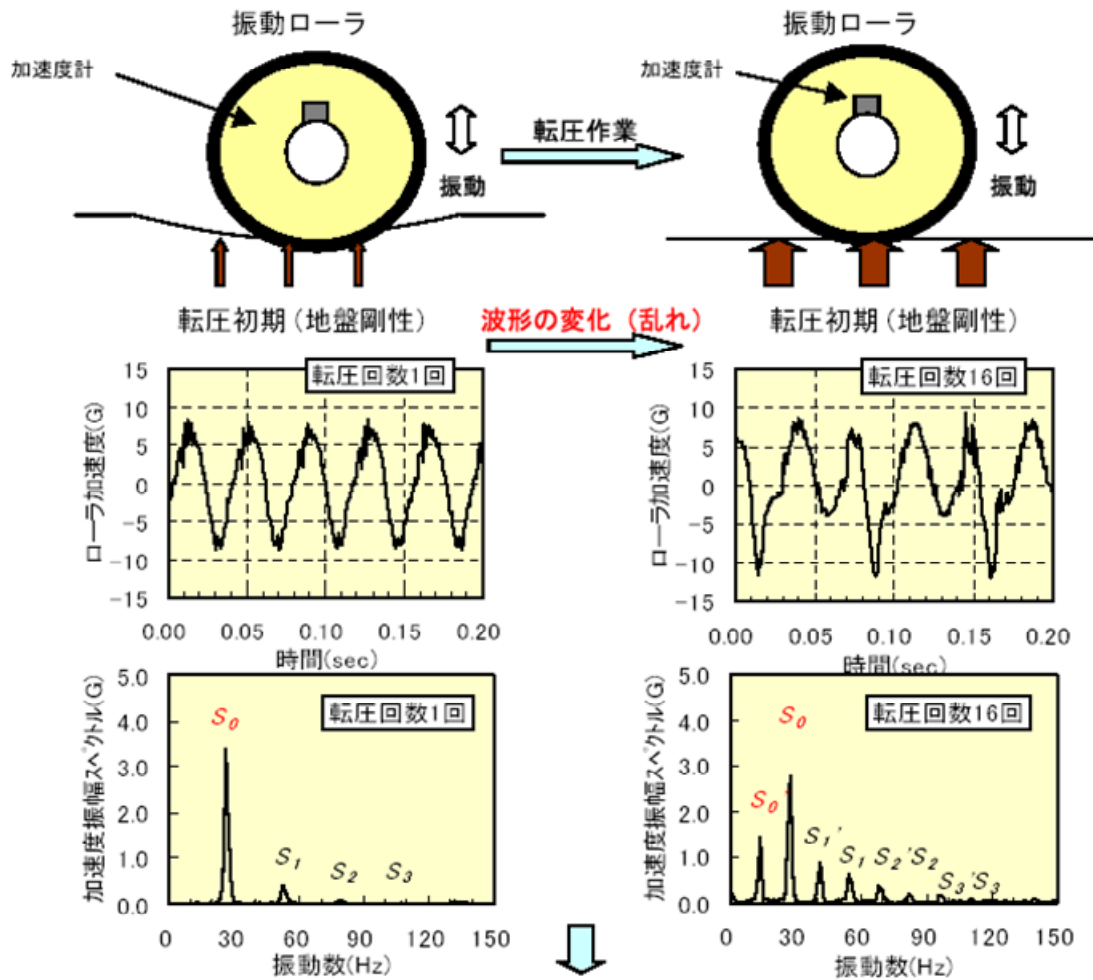 振動ローラ
加速度計
振動
転圧作業
振動ローラ
加速度計
振動
転圧初期(地盤剛性)
波形の変化(乱れ)
転圧初期(地盤剛性)
転圧回数1回
ローラ加速度(G)
15
10
5
0
-5
-10
-15
0.00 0.05 0.10 0.15 0.20
時間(sec)
転圧回数16回
ローラ加速度(G)
15
10
5
0
-5
-10
-15
0.00 0.05 0.10 0.15 0.20
時間(sec)
転圧回数1回
加速度振幅スペクトル(G)
5.0
4.0
3.0
2.0
1.0
0.0
S0
S1 S2 S3
0 30 60 90 120 150
振動数(Hz)
転圧回数16回
加速度振幅スペクトル(G)
5.0
4.0
3.0
2.0
1.0
0.0
S0
S0'
S1' S1 S2' S2 S3' S3
0 30 60 90 120 150
振動数(Hz)